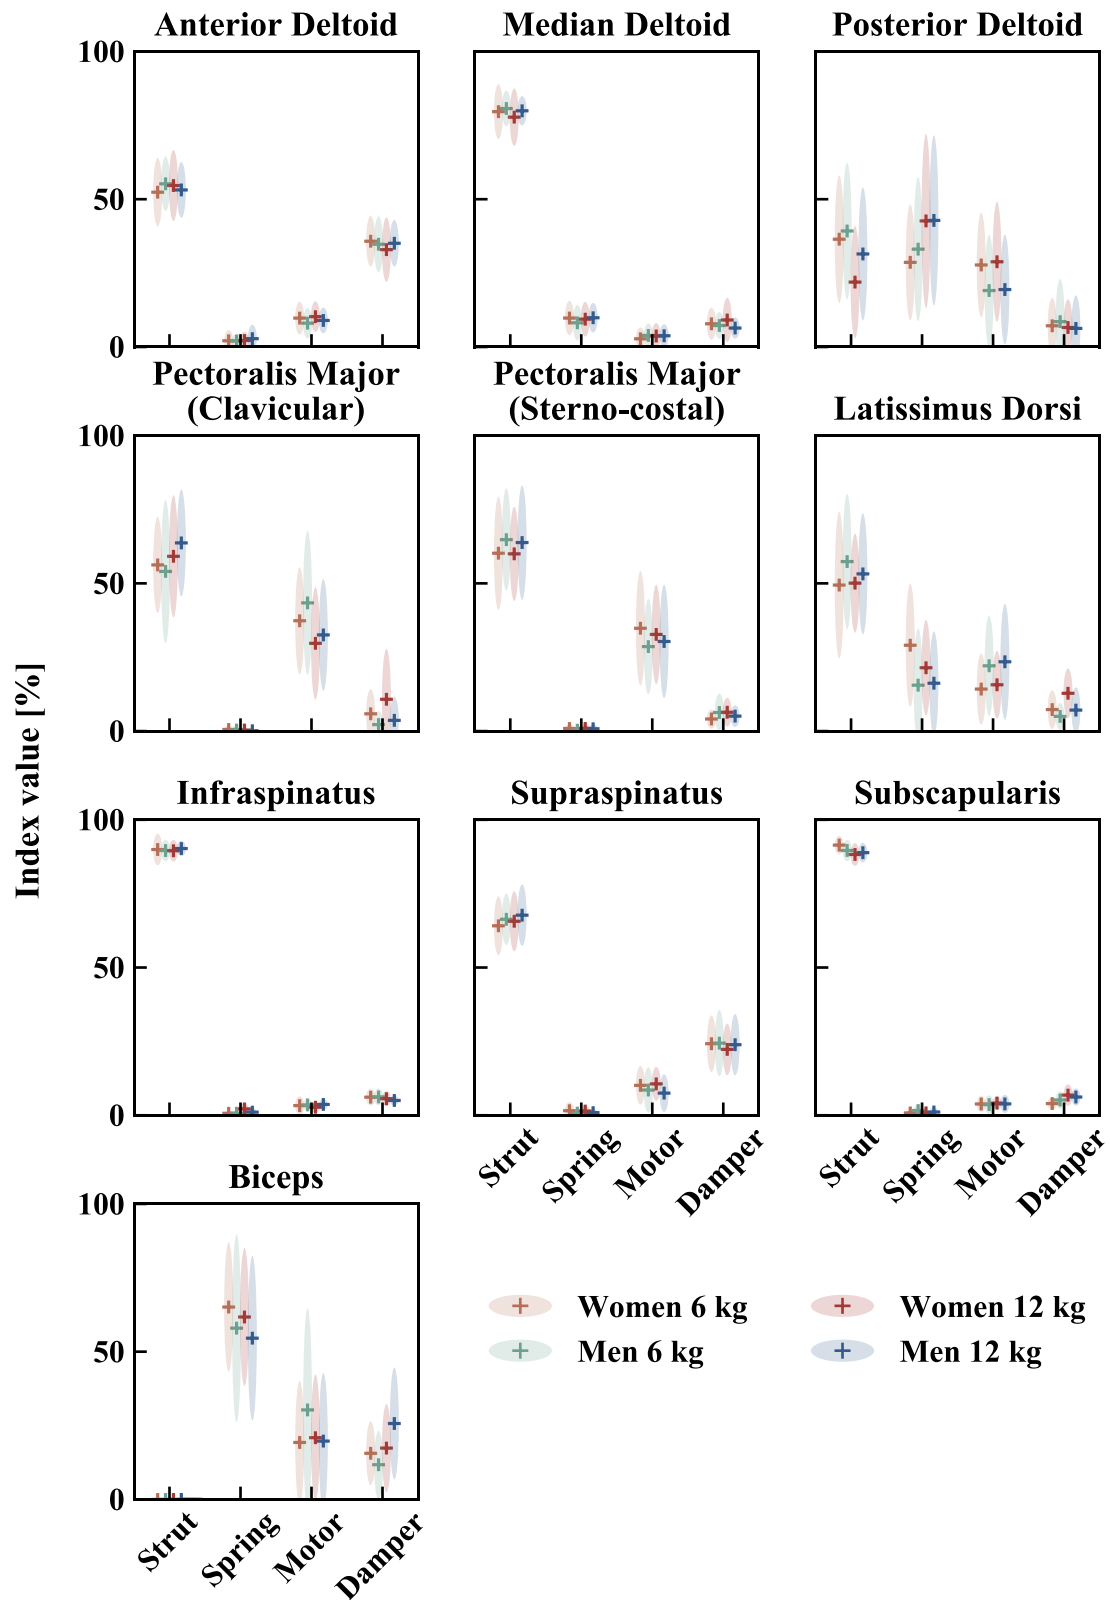 Anterior Deltoid
Median Deltoid
Posterior Deltoid
100
50
0
Pectoralis Major
(Clavicular)
Pectoralis Major
(Sterno-costal)
Latissimus Dorsi
100
50
0
Index value [%]
Infraspinatus
Supraspinatus
Subscapularis
100
50
0
Strut
Spring
Motor
Damper
Strut
Spring
Motor
Damper
Biceps
100
50
0
Strut
Spring
Motor
Damper
Women 6 kg
Women 12 kg
Men 6 kg
Men 12 kg